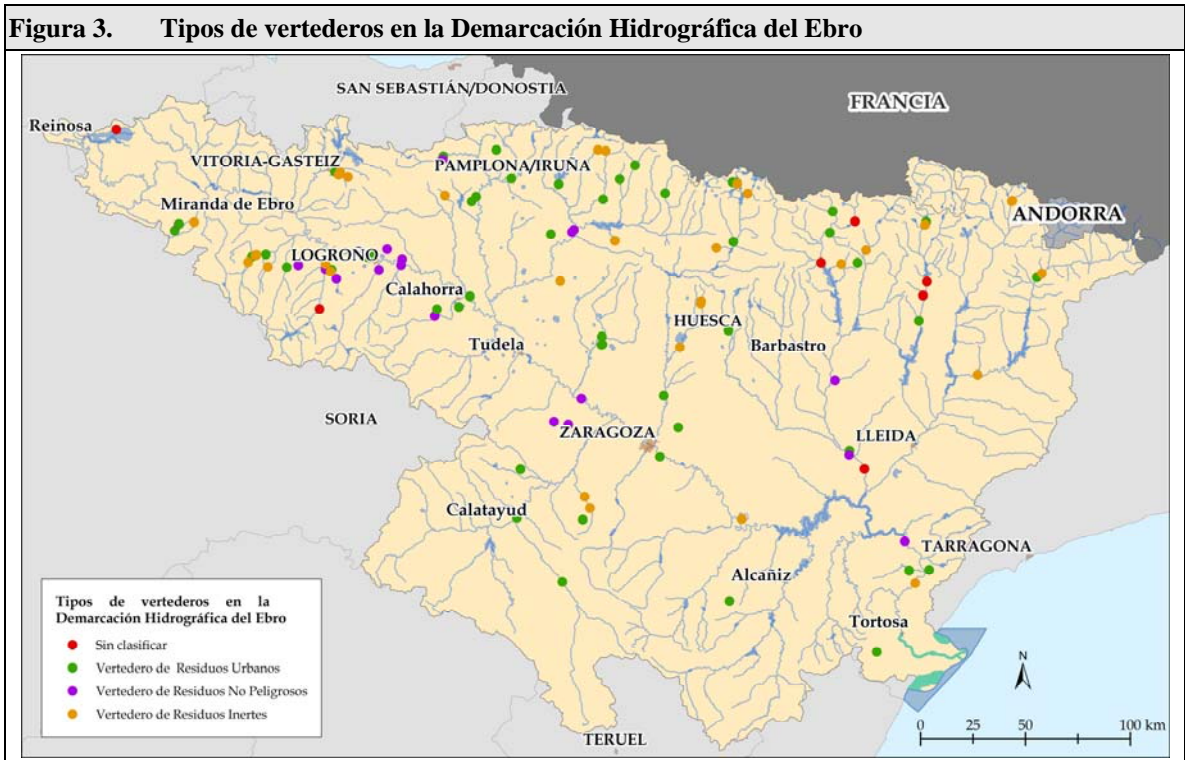 Figura 3. Tipos de vertederos en la Demarcación Hidrográfica del Ebro
SAN SEBASTIÁN/DONOSTIA
FRANCIA
Reinosa
VITORIA-GASTEIZ
PAMPLONA/IRUÑA
Miranda de Ebro
ANDORRA
LOGROÑO
Calahorra
HUESCA
Tudela
Barbastro
SORIA
ZARAGOZA
LLEIDA
Calatayud
TARRAGONA
Alcañiz
Tortosa
TERUEL
Tipos de vertederos en la
Demarcación Hidrográfica del Ebro
Sin clasificar
Vertedero de Residuos Urbanos
Vertedero de Residuos No Peligrosos
Vertedero de Residuos Inertes
N
0 25 50 100 km